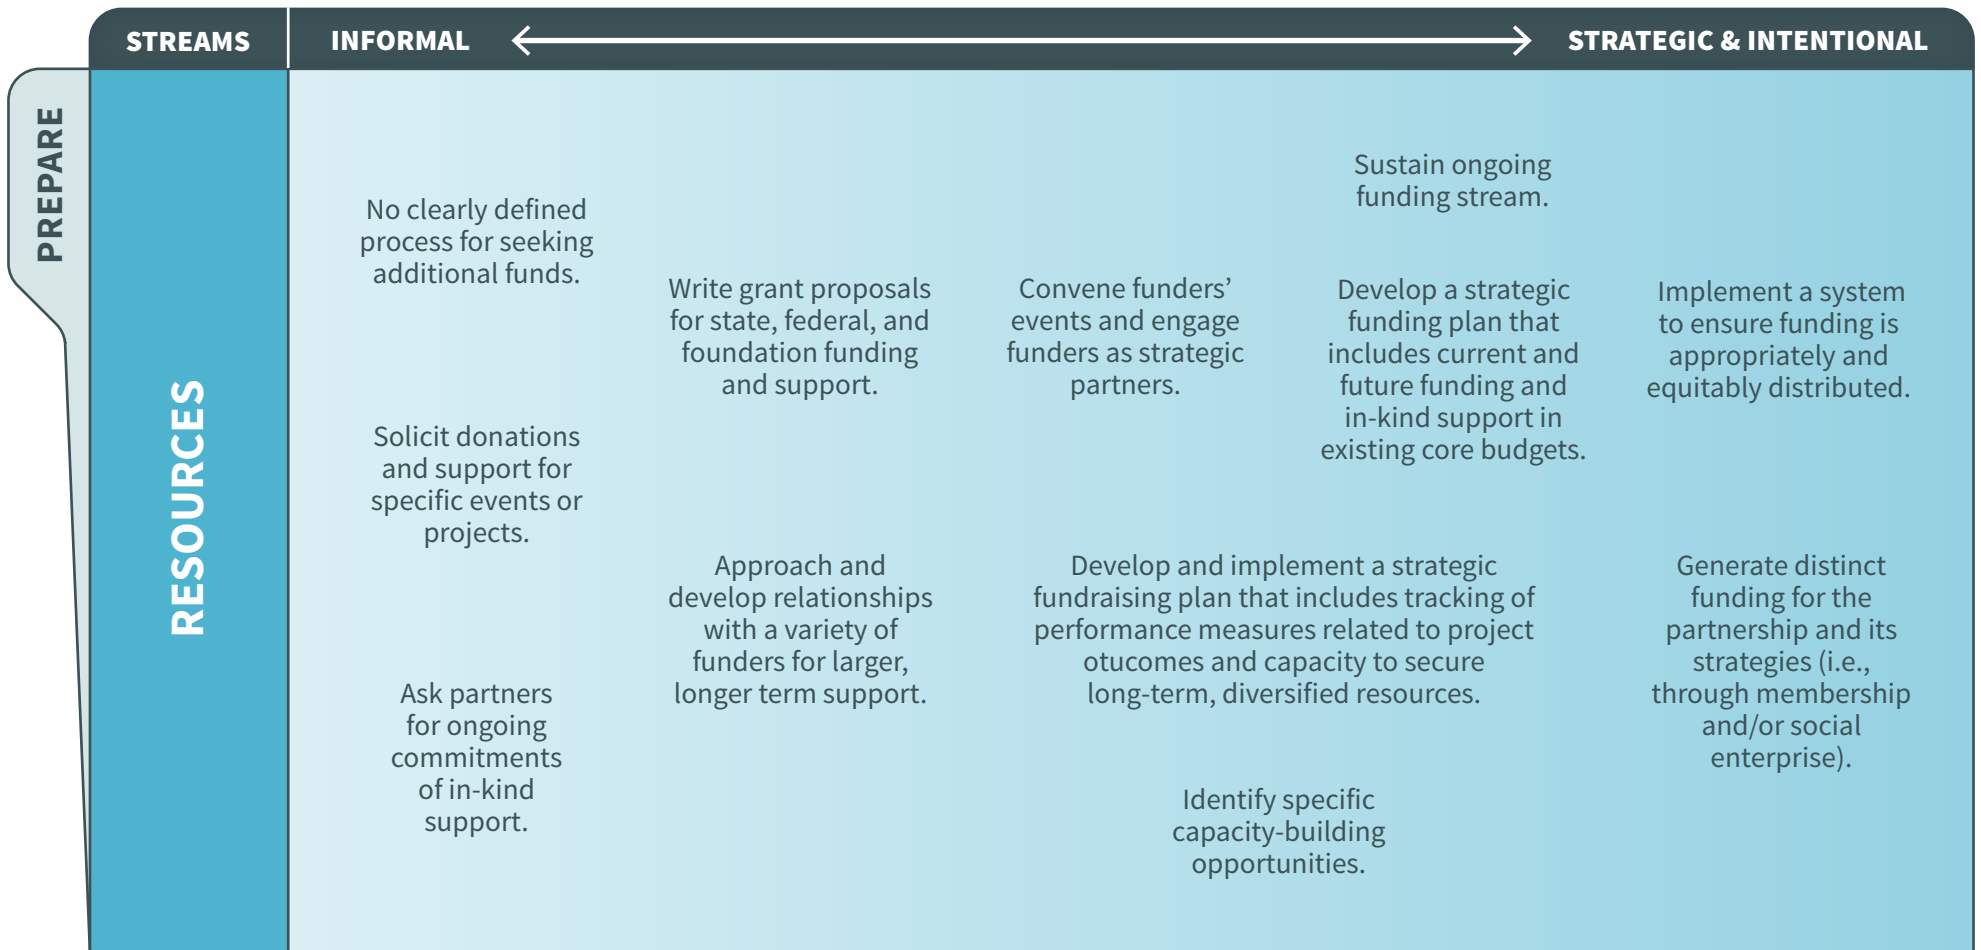 STREAMS
INFORMAL
STRATEGIC & INTENTIONAL
PREPARE
RESOURCES
No clearly defined
process for seeking
additional funds.
Solicit donations
and support for
specific events or
projects.
Ask partners
for ongoing
commitments
of in-kind
support.
Write grant proposals
for state, federal, and
foundation funding
and support.
Approach and
develop relationships
with a variety of
funders for larger,
longer term support.
Convene funders’
events and engage
funders as strategic
partners.
Sustain ongoing
funding stream.
Develop a strategic
funding plan that
includes current and
future funding and
in-kind support in
existing core budgets.
Develop and implement a strategic
fundraising plan that includes tracking of
performance measures related to project
otucomes and capacity to secure
long-term, diversified resources.
Identify specific
capacity-building
opportunities.
Implement a system
to ensure funding is
appropriately and
equitably distributed.
Generate distinct
funding for the
partnership and its
strategies (i.e.,
through membership
and/or social
enterprise).